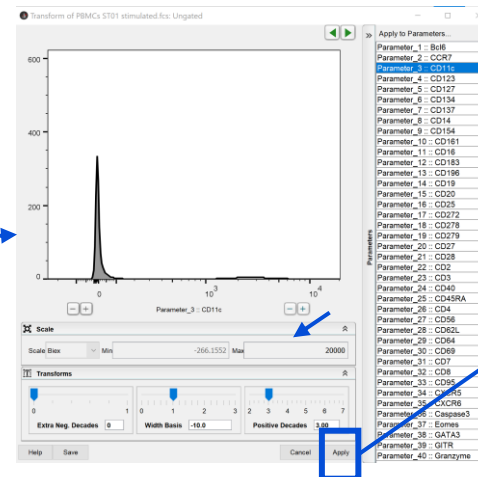 Transform of PBMCs ST01 stimulated fcs: Ungated
600
400
200
0
0 10^3 10^4
- + Parameter_3 :: CD11c - +
Scale
Scale Biex Min -266.1552 Max 20000
Transforms
0 1 0 1 2 3 2 3 4 5 6 7
Extra Neg. Decades 0 Width Basis -10.0 Positive Decades 3.00
Help Save Cancel Apply
»
Parameters
Apply to Parameters...
Parameter_1 :: Bcl6
Parameter_2 :: CCR7
Parameter_3 :: CD11c
Parameter_4 :: CD123
Parameter_5 :: CD127
Parameter_6 :: CD134
Parameter_7 :: CD137
Parameter_8 :: CD14
Parameter_9 :: CD154
Parameter_10 :: CD161
Parameter_11 :: CD16
Parameter_12 :: CD183
Parameter_13 :: CD196
Parameter_14 :: CD19
Parameter_15 :: CD20
Parameter_16 :: CD25
Parameter_17 :: CD272
Parameter_18 :: CD278
Parameter_19 :: CD279
Parameter_20 :: CD27
Parameter_21 :: CD28
Parameter_22 :: CD2
Parameter_23 :: CD3
Parameter_24 :: CD40
Parameter_25 :: CD45RA
Parameter_26 :: CD4
Parameter_27 :: CD56
Parameter_28 :: CD62L
Parameter_29 :: CD64
Parameter_30 :: CD69
Parameter_31 :: CD7
Parameter_32 :: CD8
Parameter_33 :: CD95
Parameter_34 :: CXCR5
Parameter_35 :: CXCR6
Parameter_36 :: Caspase3
Parameter_37 :: Eomes
Parameter_38 :: GATA3
Parameter_39 :: GITR
Parameter_40 :: Granzyme